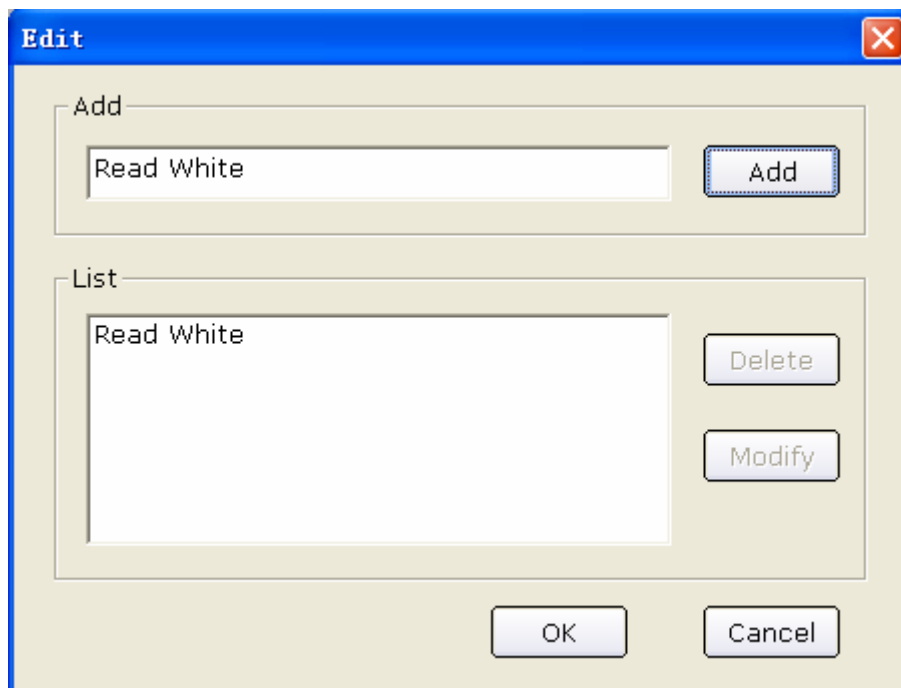 Edit
Add
Read White
Add
List
Read White
Delete
Modify
OK
Cancel